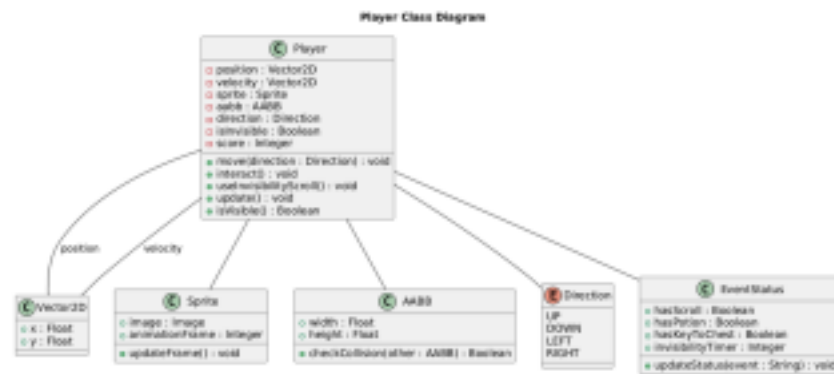 Player Class Diagram
C Player
position : Vector2D
velocity : Vector2D
sprite : Sprite
aabb : AABB
direction : Direction
isInvisible : Boolean
score : Integer
move(direction : Direction) : void
interact() : void
useInvisibilityScroll() : void
update() : void
isVisible() : Boolean
position
velocity
C Vector2D
x : Float
y : Float
C Sprite
image : Image
animationFrame : Integer
updateFrame() : void
C AABB
width : Float
height : Float
checkCollision(other : AABB) : Boolean
E Direction
UP
DOWN
LEFT
RIGHT
C EventStatus
hasScroll : Boolean
hasPotion : Boolean
hasKeyToChest : Boolean
invisibilityTimer : Integer
updateStatus(event : String) : void